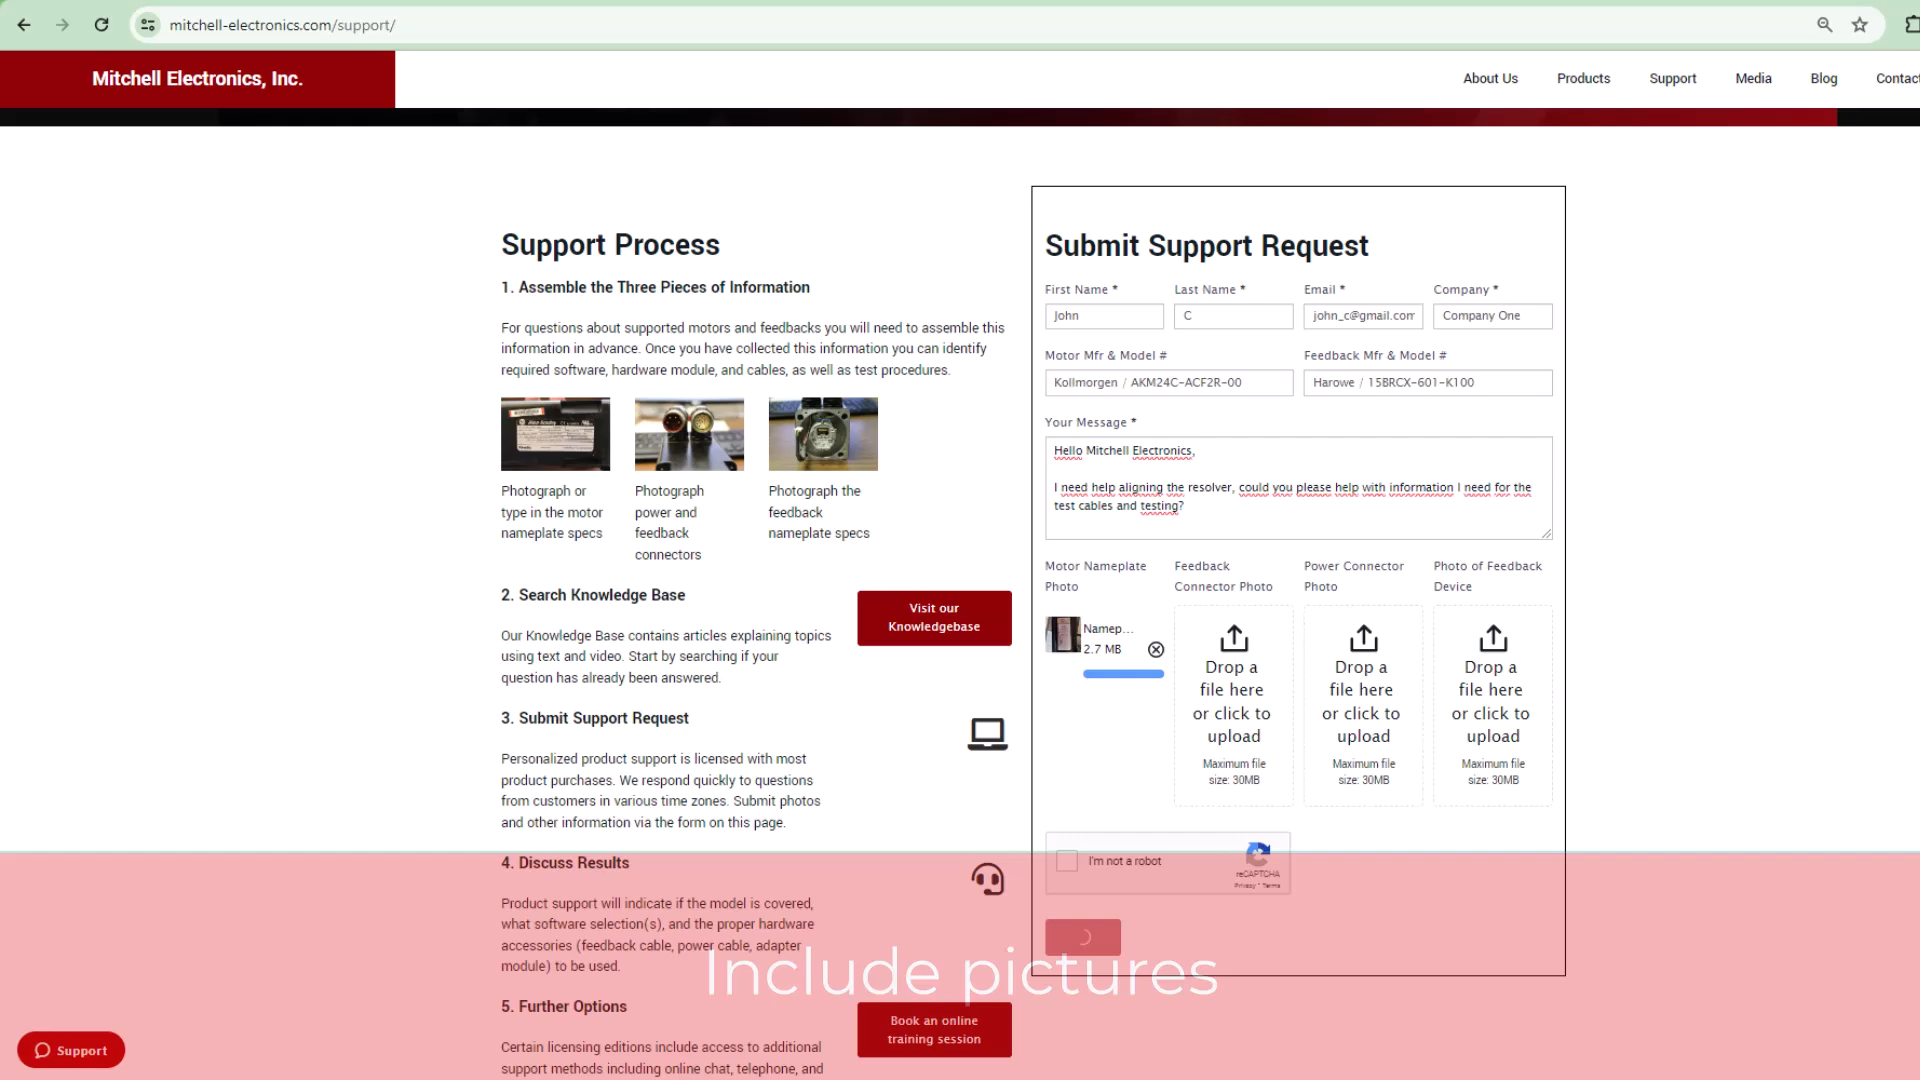 mitchell-electronics.com/support/
Mitchell Electronics, Inc.
About Us
Products
Support
Media
Blog
Contact
Support Process
1. Assemble the Three Pieces of Information
For questions about supported motors and feedbacks you will need to assemble this
information in advance. Once you have collected this information you can identify
required software, hardware module, and cables, as well as test procedures.
Photograph or
type in the motor
nameplate specs
Photograph
power and
feedback
connectors
Photograph the
feedback
nameplate specs
2. Search Knowledge Base
Our Knowledge Base contains articles explaining topics
using text and video. Start by searching if your
question has already been answered.
Visit our
Knowledgebase
3. Submit Support Request
Personalized product support is licensed with most
product purchases. We respond quickly to questions
from customers in various time zones. Submit photos
and other information via the form on this page.
4. Discuss Results
Product support will indicate if the model is covered,
what software selection(s), and the proper hardware
accessories (feedback cable, power cable, adapter
module) to be used.
5. Further Options
Certain licensing editions include access to additional
support methods including online chat, telephone, and
Book an online
training session
Submit Support Request
First Name *
Last Name *
Email *
Company *
John
C
john_c@gmail.com
Company One
Motor Mfr & Model #
Feedback Mfr & Model #
Kollmorgen / AKM24C-ACF2R-00
Harowe / 15BRCX-601-K100
Your Message *
Hello Mitchell Electronics,
I need help aligning the resolver, could you please help with information I need for the
test cables and testing?
Motor Nameplate
Photo
Feedback
Connector Photo
Power Connector
Photo
Photo of Feedback
Device
Namep...
2.7 MB
Drop a
file here
or click to
upload
Maximum file
size: 30MB
Drop a
file here
or click to
upload
Maximum file
size: 30MB
Drop a
file here
or click to
upload
Maximum file
size: 30MB
I'm not a robot
reCAPTCHA
Privacy - Terms
Include pictures
Support